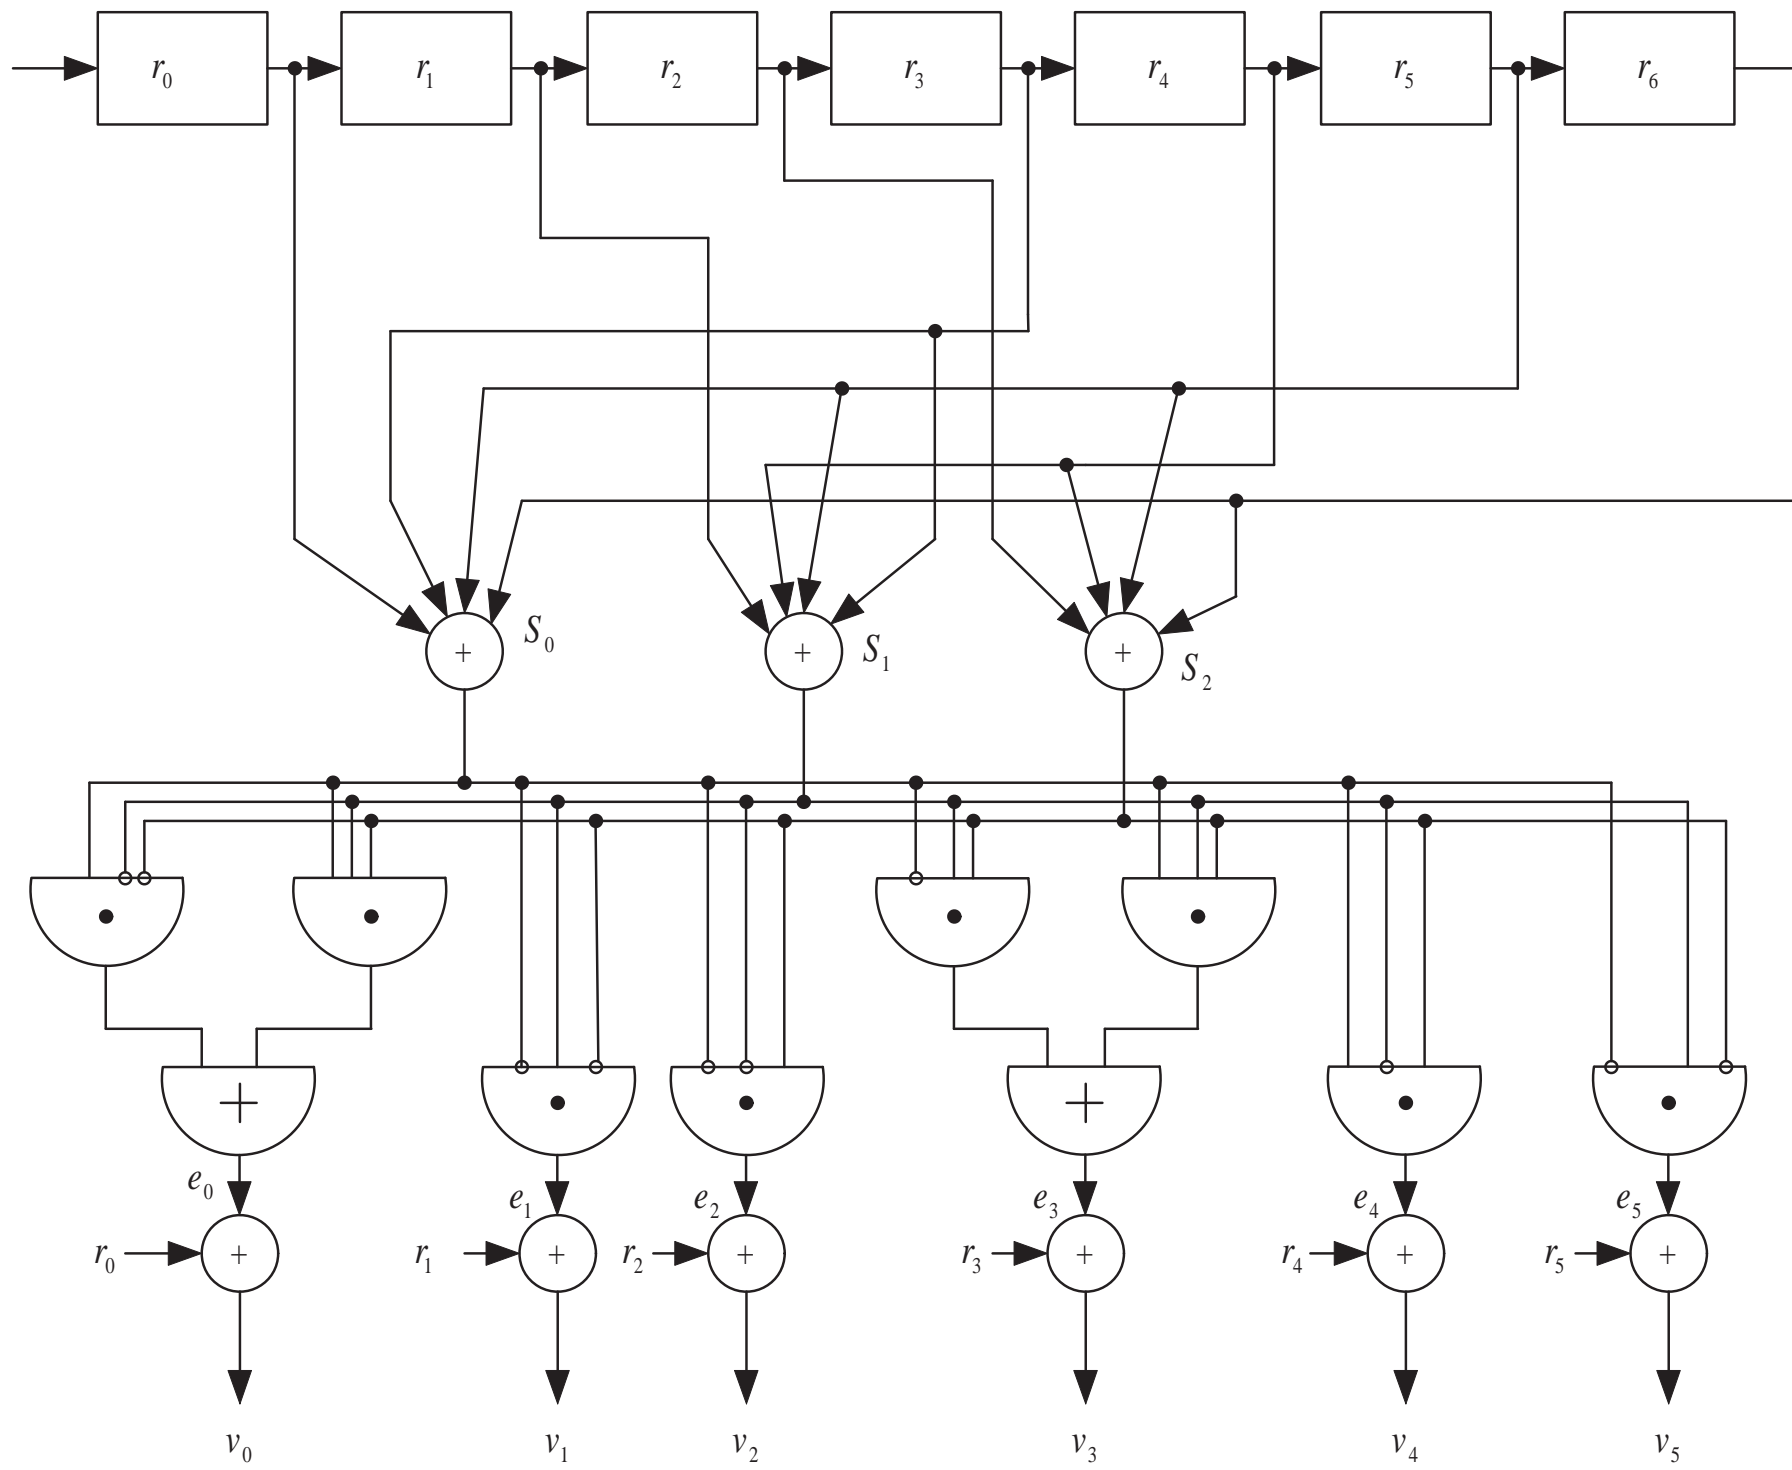 r₀ r₁ r₂ r₃ r₄ r₅ r₆
+ S₀ + S₁ + S₂
+ +
e₀ e₁ e₂ e₃ e₄ e₅
r₀ + r₁ + r₂ + r₃ + r₄ + r₅ +
v₀ v₁ v₂ v₃ v₄ v₅